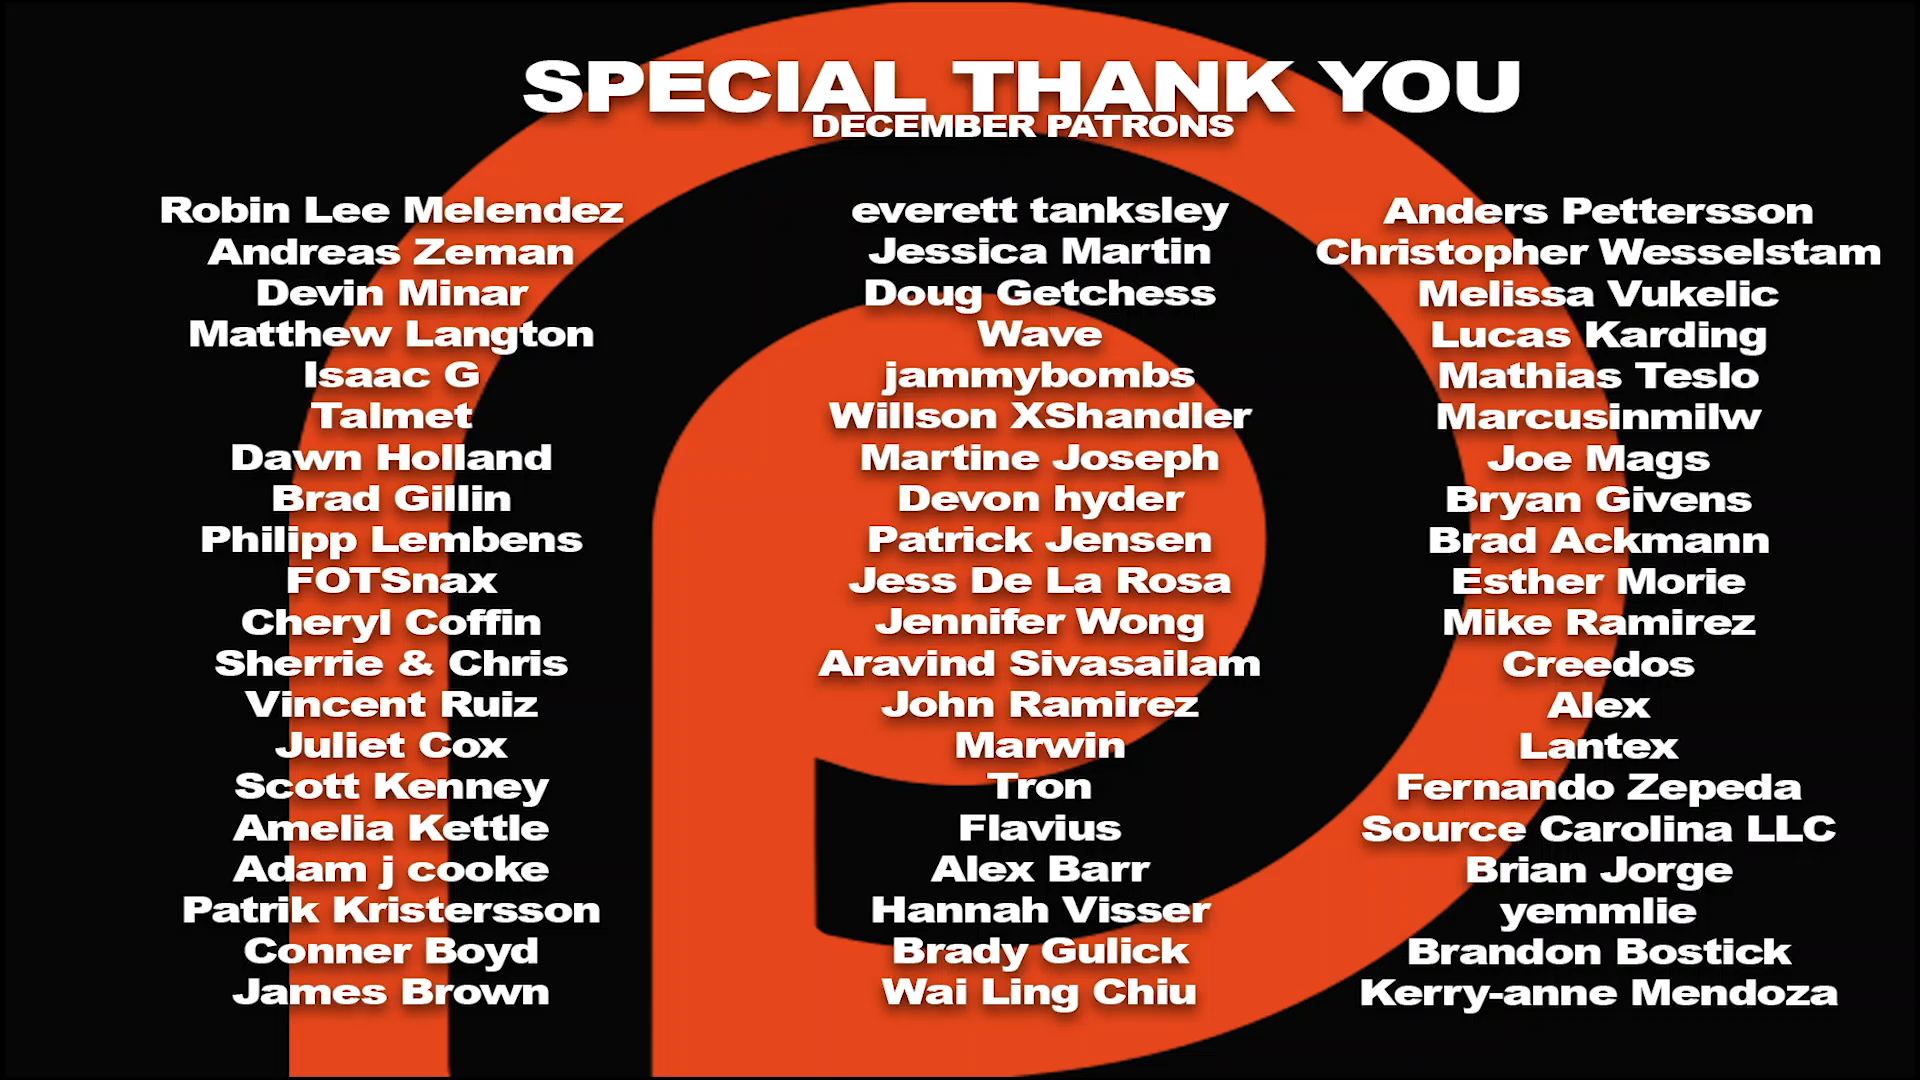 SPECIAL THANK YOU
DECEMBER PATRONS
Robin Lee Melendez
Andreas Zeman
Devin Minar
Matthew Langton
Isaac G
Talmet
Dawn Holland
Brad Gillin
Philipp Lembens
FOTSnax
Cheryl Coffin
Sherrie & Chris
Vincent Ruiz
Juliet Cox
Scott Kenney
Amelia Kettle
Adam j cooke
Patrik Kristersson
Conner Boyd
James Brown
everett tanksley
Jessica Martin
Doug Getchess
Wave
jammybombs
Willson XShandler
Martine Joseph
Devon hyder
Patrick Jensen
Jess De La Rosa
Jennifer Wong
Aravind Sivasailam
John Ramirez
Marwin
Tron
Flavius
Alex Barr
Hannah Visser
Brady Gulick
Wai Ling Chiu
Anders Pettersson
Christopher Wesselstam
Melissa Vukelic
Lucas Karding
Mathias Teslo
Marcusinmilw
Joe Mags
Bryan Givens
Brad Ackmann
Esther Morie
Mike Ramirez
Creedos
Alex
Lantex
Fernando Zepeda
Source Carolina LLC
Brian Jorge
yemmlie
Brandon Bostick
Kerry-anne Mendoza